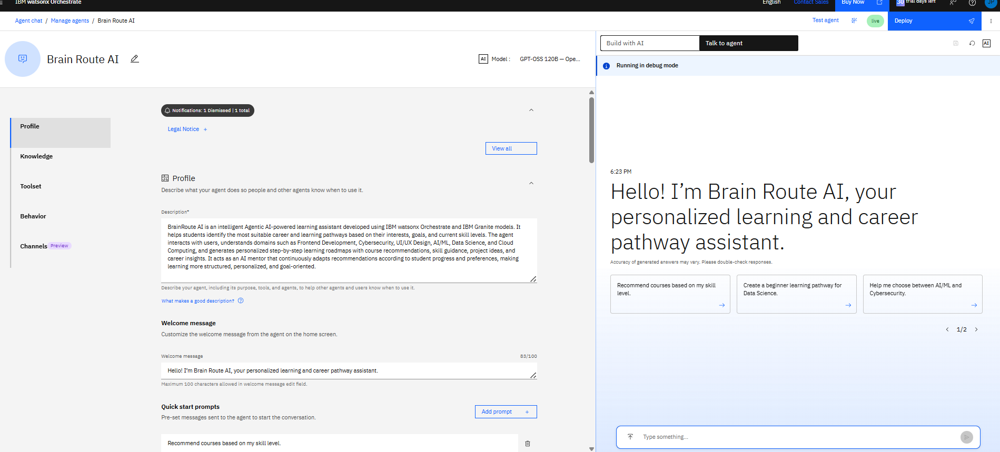 IBM watsonx Orchestrate
English
Contact Sales
Buy Now
30 trial days left
JP
Agent chat / Manage agents / Brain Route AI
Test agent
live
Deploy
Brain Route AI
AI Model : GPT-OSS 120B — Ope...
Build with AI
Talk to agent
AI
Running in debug mode
Notifications: 1 Dismissed | 1 total
Legal Notice +
View all
Profile
Knowledge
Toolset
Behavior
Channels Preview
Profile
Describe what your agent does so people and other agents know when to use it.
Description*
BrainRoute AI is an intelligent Agentic AI-powered learning assistant developed using IBM watsonx Orchestrate and IBM Granite models. It
helps students identify the most suitable career and learning pathways based on their interests, goals, and current skill levels. The agent
interacts with users, understands domains such as Frontend Development, Cybersecurity, UI/UX Design, AI/ML, Data Science, and Cloud
Computing, and generates personalized step-by-step learning roadmaps with course recommendations, skill guidance, project ideas, and
career insights. It acts as an AI mentor that continuously adapts recommendations according to student progress and preferences, making
learning more structured, personalized, and goal-oriented.
Describe your agent, including its purpose, tools, and agents, to help other agents and users know when to use it.
What makes a good description?
Welcome message
Customize the welcome message from the agent on the home screen.
Welcome message
83/100
Hello! I'm Brain Route AI, your personalized learning and career pathway assistant.
Maximum 100 characters allowed in welcome message edit field.
Quick start prompts
Pre-set messages sent to the agent to start the conversation.
Add prompt +
Recommend courses based on my skill level.
6:23 PM
Hello! I'm Brain Route AI, your
personalized learning and career
pathway assistant.
Accuracy of generated answers may vary. Please double-check responses.
Recommend courses based on my skill
level.
Create a beginner learning pathway for
Data Science.
Help me choose between AI/ML and
Cybersecurity.
1/2
Type something...